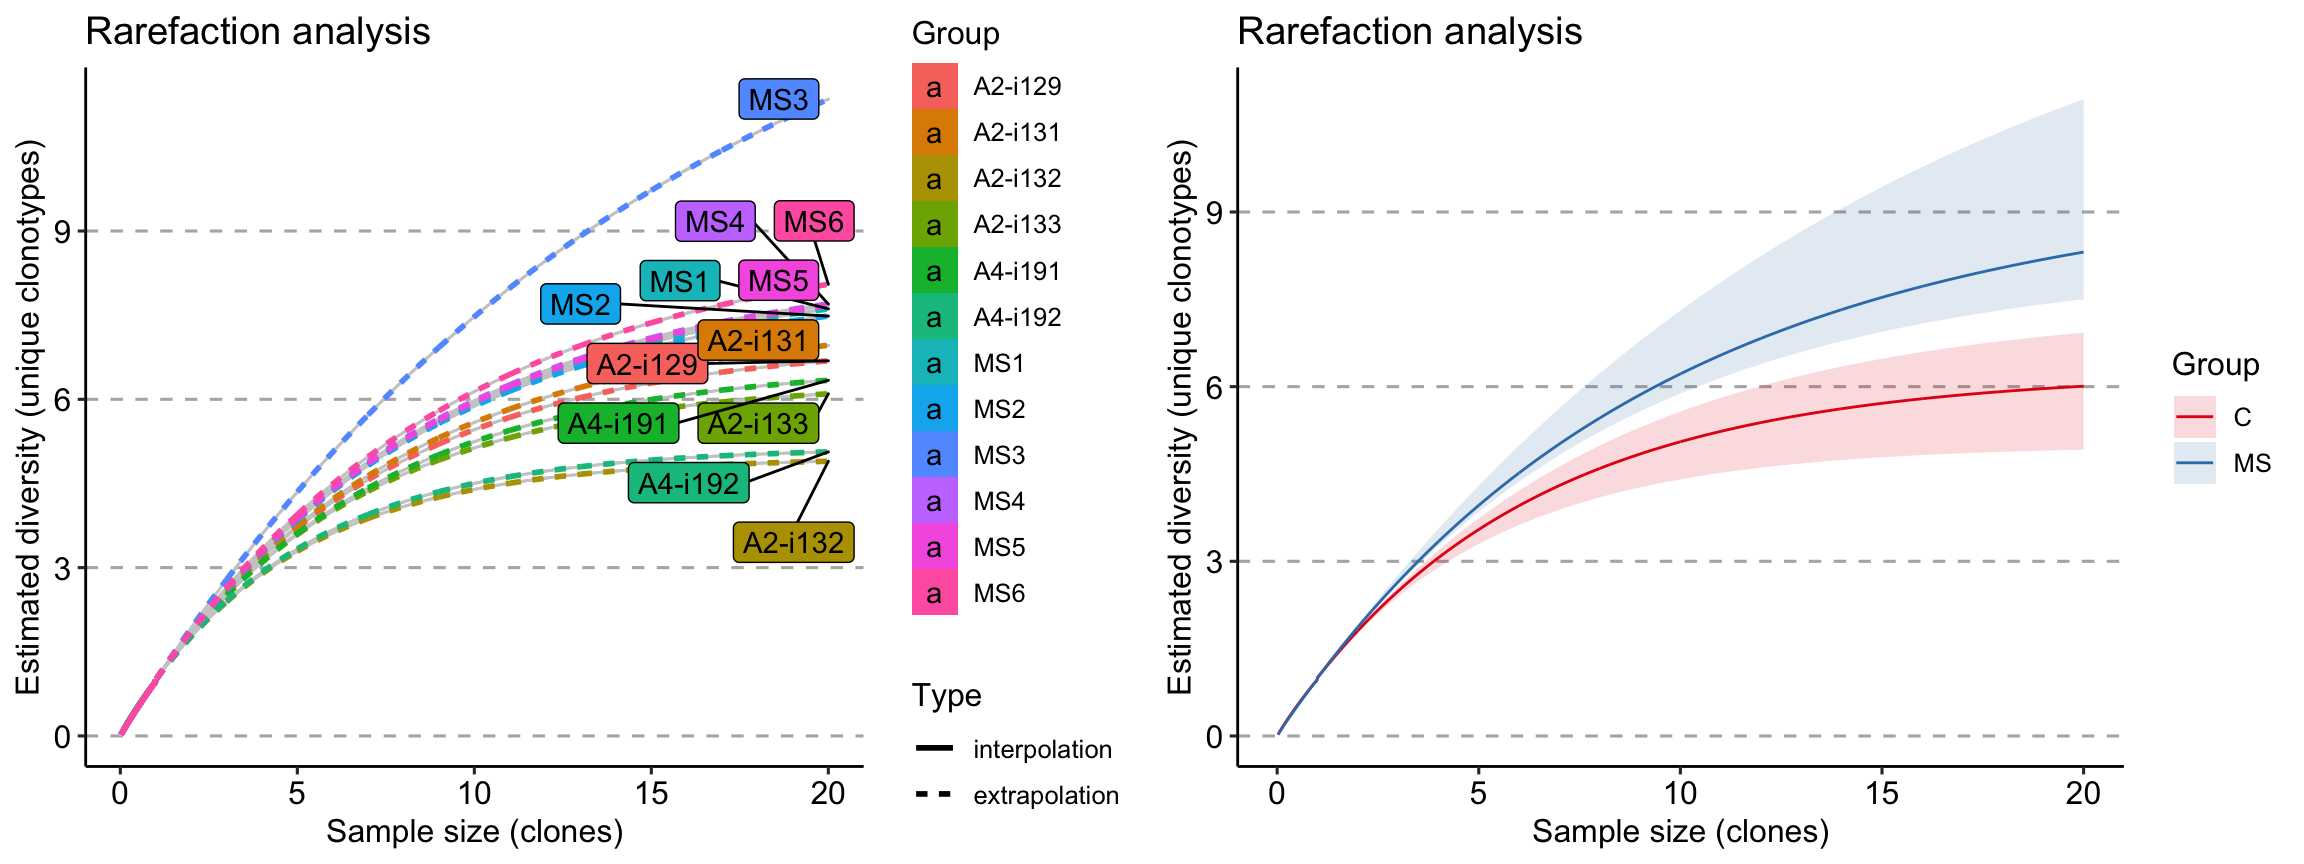 Rarefaction analysis
Estimated diversity (unique clonotypes)
9
6
3
0
0 5 10 15 20
Sample size (clones)
MS3
MS4 MS6
MS1 MS5
MS2
A2-i131
A2-i129
A4-i191 A2-i133
A4-i192
A2-i132
Group
a A2-i129
a A2-i131
a A2-i132
a A2-i133
a A4-i191
a A4-i192
a MS1
a MS2
a MS3
a MS4
a MS5
a MS6
Type
interpolation
extrapolation
Rarefaction analysis
Estimated diversity (unique clonotypes)
9
6
3
0
0 5 10 15 20
Sample size (clones)
Group
C
MS